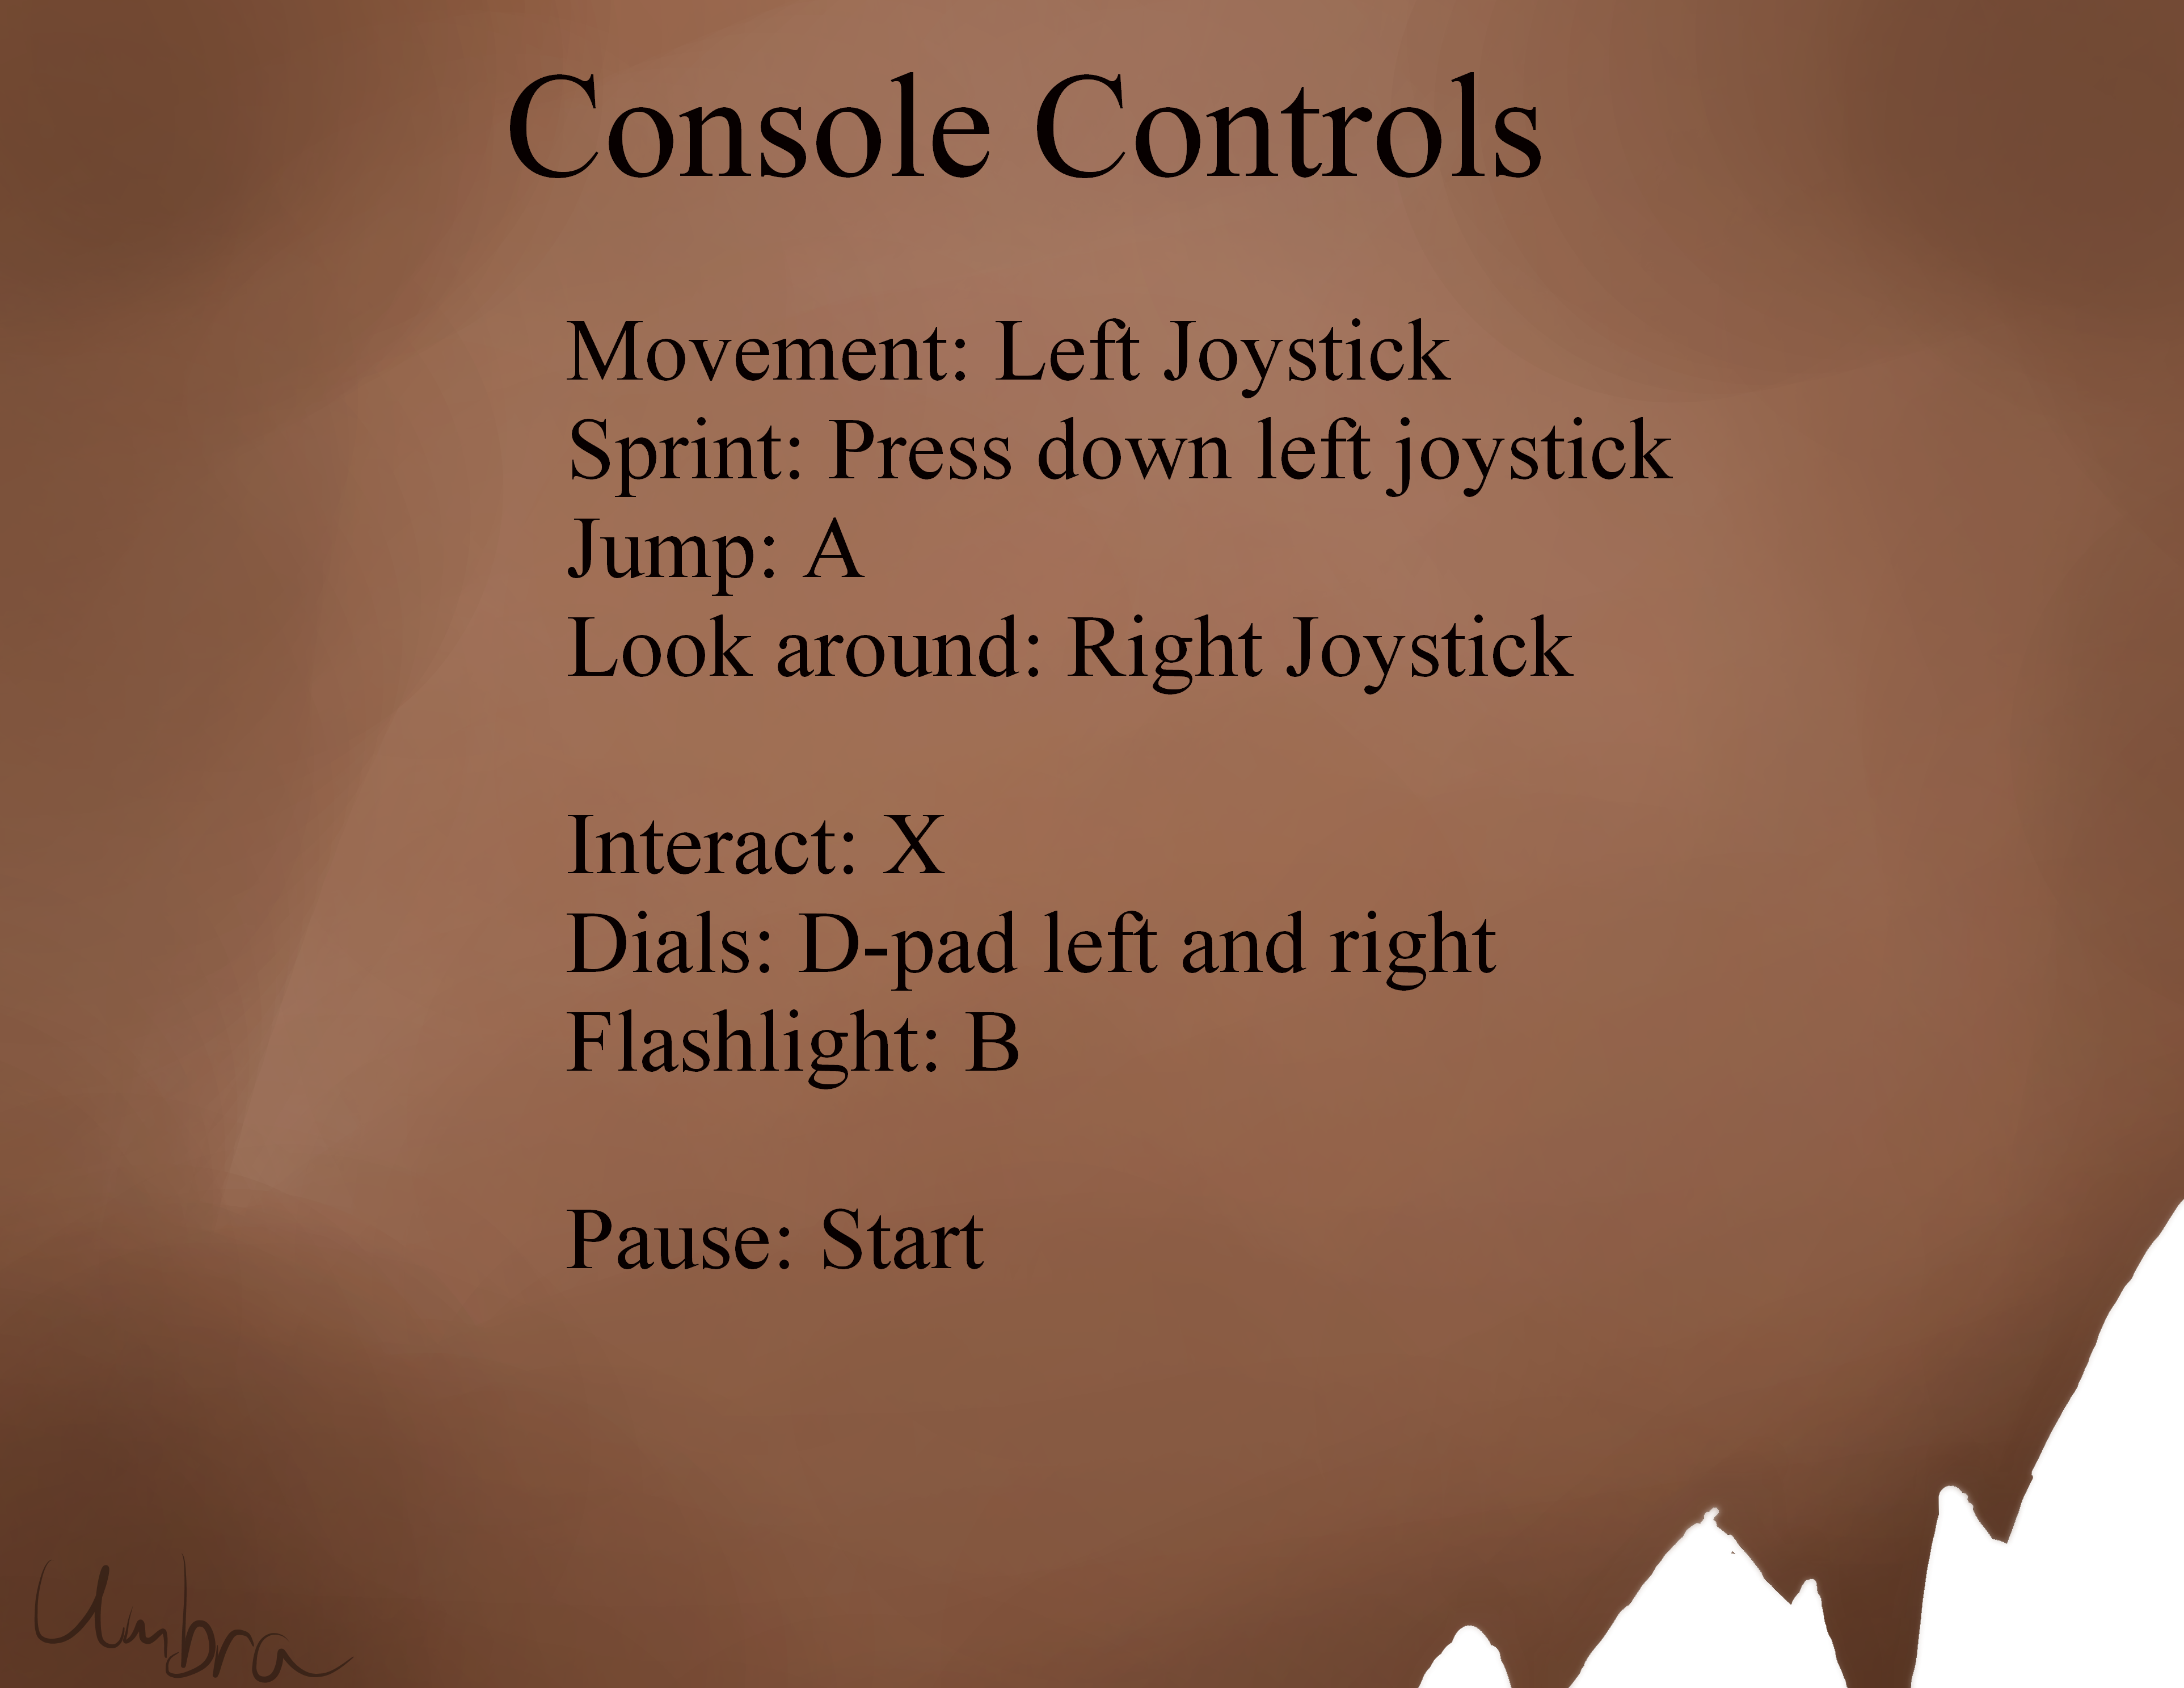 Console Controls
Movement: Left Joystick
Sprint: Press down left joystick
Jump: A
Look around: Right Joystick
Interact: X
Dials: D-pad left and right
Flashlight: B
Pause: Start
Umbra